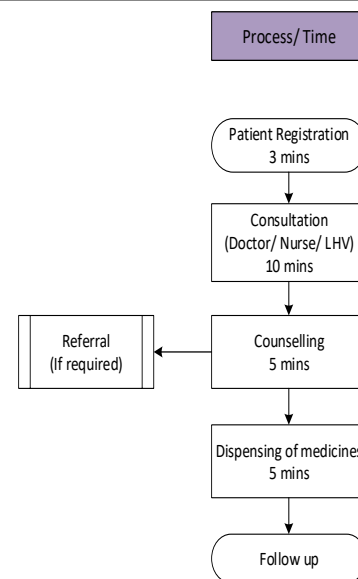 Process/ Time
Patient Registration
3 mins
Consultation
(Doctor/ Nurse/ LHV)
10 mins
Referral
(If required)
Counselling
5 mins
Dispensing of medicines
5 mins
Follow up